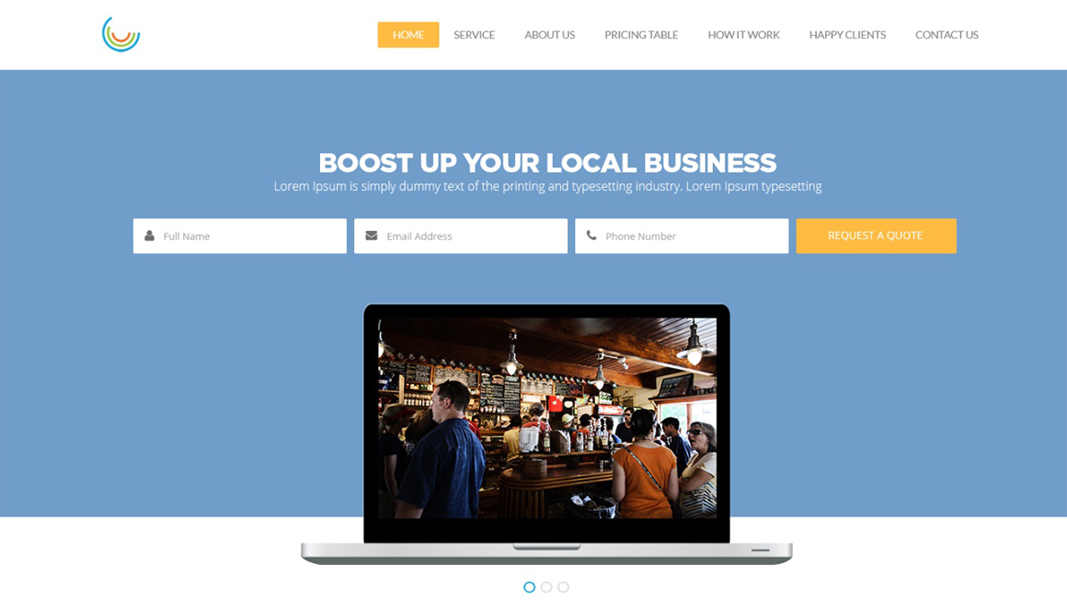 HOME SERVICE ABOUT US PRICING TABLE HOW IT WORK HAPPY CLIENTS CONTACT US
BOOST UP YOUR LOCAL BUSINESS
Lorem Ipsum is simply dummy text of the printing and typesetting industry. Lorem Ipsum typesetting
Full Name Email Address Phone Number REQUEST A QUOTE